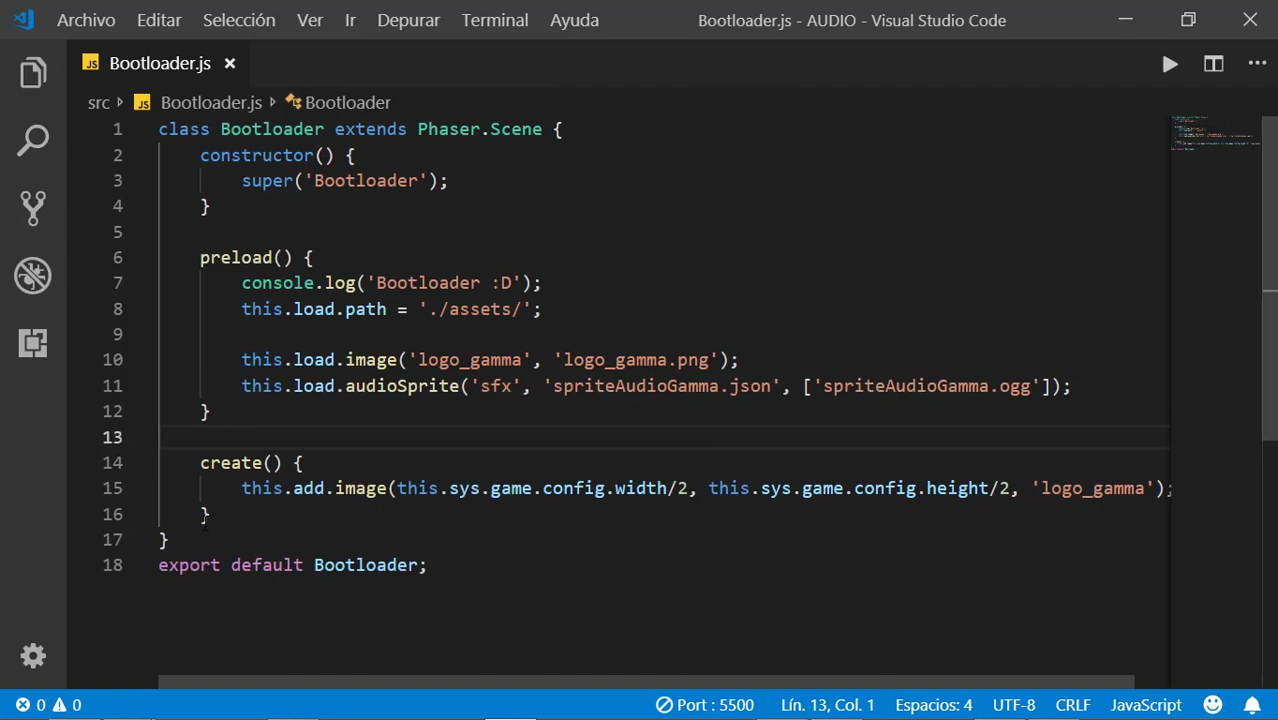 Archivo Editar Selección Ver Ir Depurar Terminal Ayuda Bootloader.js - AUDIO - Visual Studio Code
JS Bootloader.js
src JS Bootloader.js Bootloader
1 class Bootloader extends Phaser.Scene {
2 constructor() {
3 super('Bootloader');
4 }
5
6 preload() {
7 console.log('Bootloader :D');
8 this.load.path = './assets/';
9
10 this.load.image('logo_gamma', 'logo_gamma.png');
11 this.load.audioSprite('sfx', 'spriteAudioGamma.json', ['spriteAudioGamma.ogg']);
12 }
13
14 create() {
15 this.add.image(this.sys.game.config.width/2, this.sys.game.config.height/2, 'logo_gamma');
16 }
17 }
18 export default Bootloader;
0 0 Port : 5500 Lín. 13, Col. 1 Espacios: 4 UTF-8 CRLF JavaScript